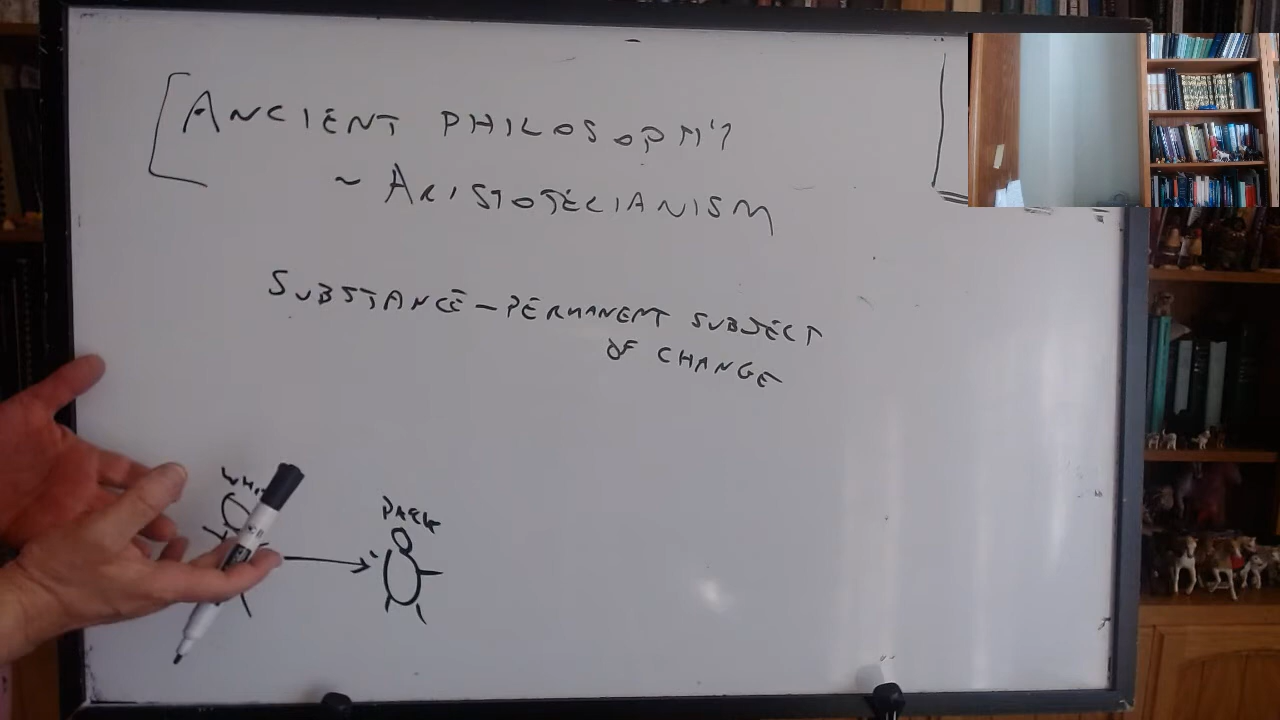 ANCIENT PHILOSOPHY
~ ARISTOTELIANISM
SUBSTANCE - PERMANENT SUBJECT
OF CHANGE
DARK